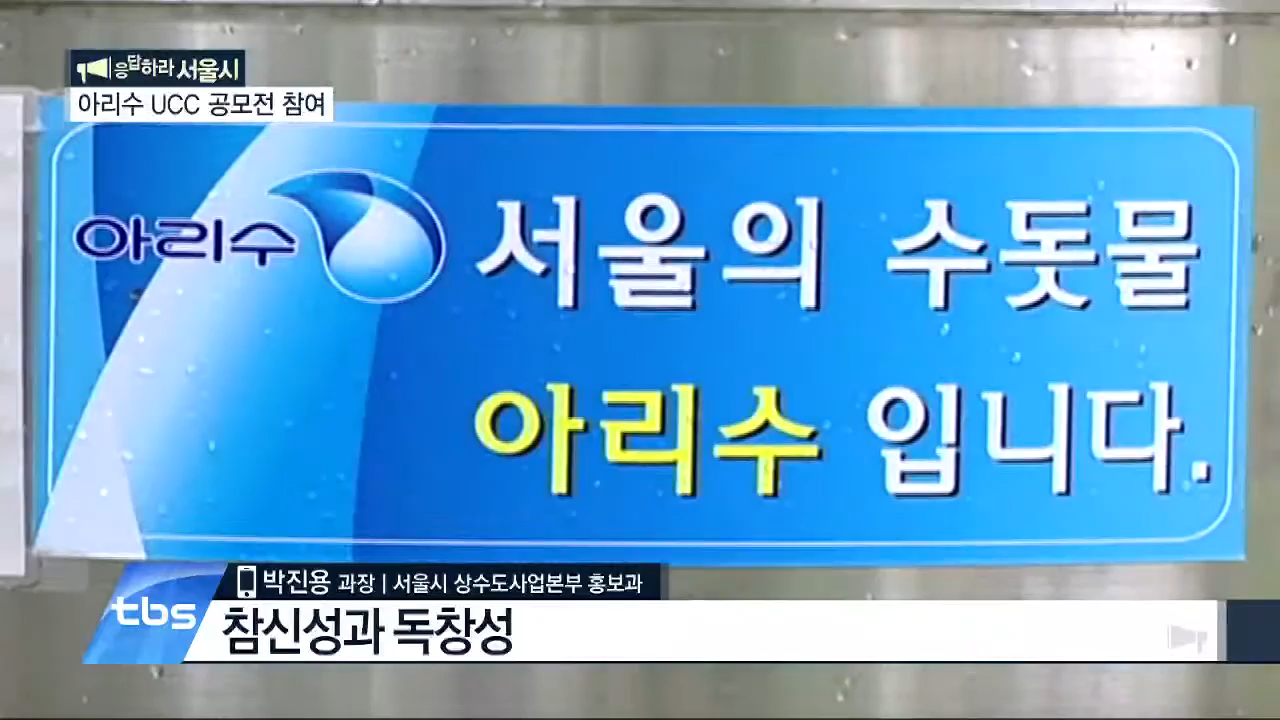 응답하라 서울시
아리수 UCC 공모전 참여
아리수
서울의 수돗물
아리수 입니다.
박진용 과장 | 서울시 상수도사업본부 홍보과
tbs
참신성과 독창성